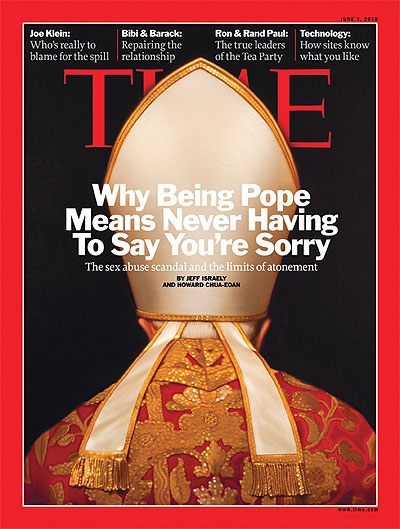 JUNE 7, 2010
Joe Klein:
Who's really to
blame for the spill
Bibi & Barack:
Repairing the
relationship
Ron & Rand Paul:
The true leaders
of the Tea Party
Technology:
How sites know
what you like
TIME
Why Being Pope
Means Never Having
To Say You're Sorry
The sex abuse scandal and the limits of atonement
BY JEFF ISRAELY
AND HOWARD CHUA-EOAN
www.time.com